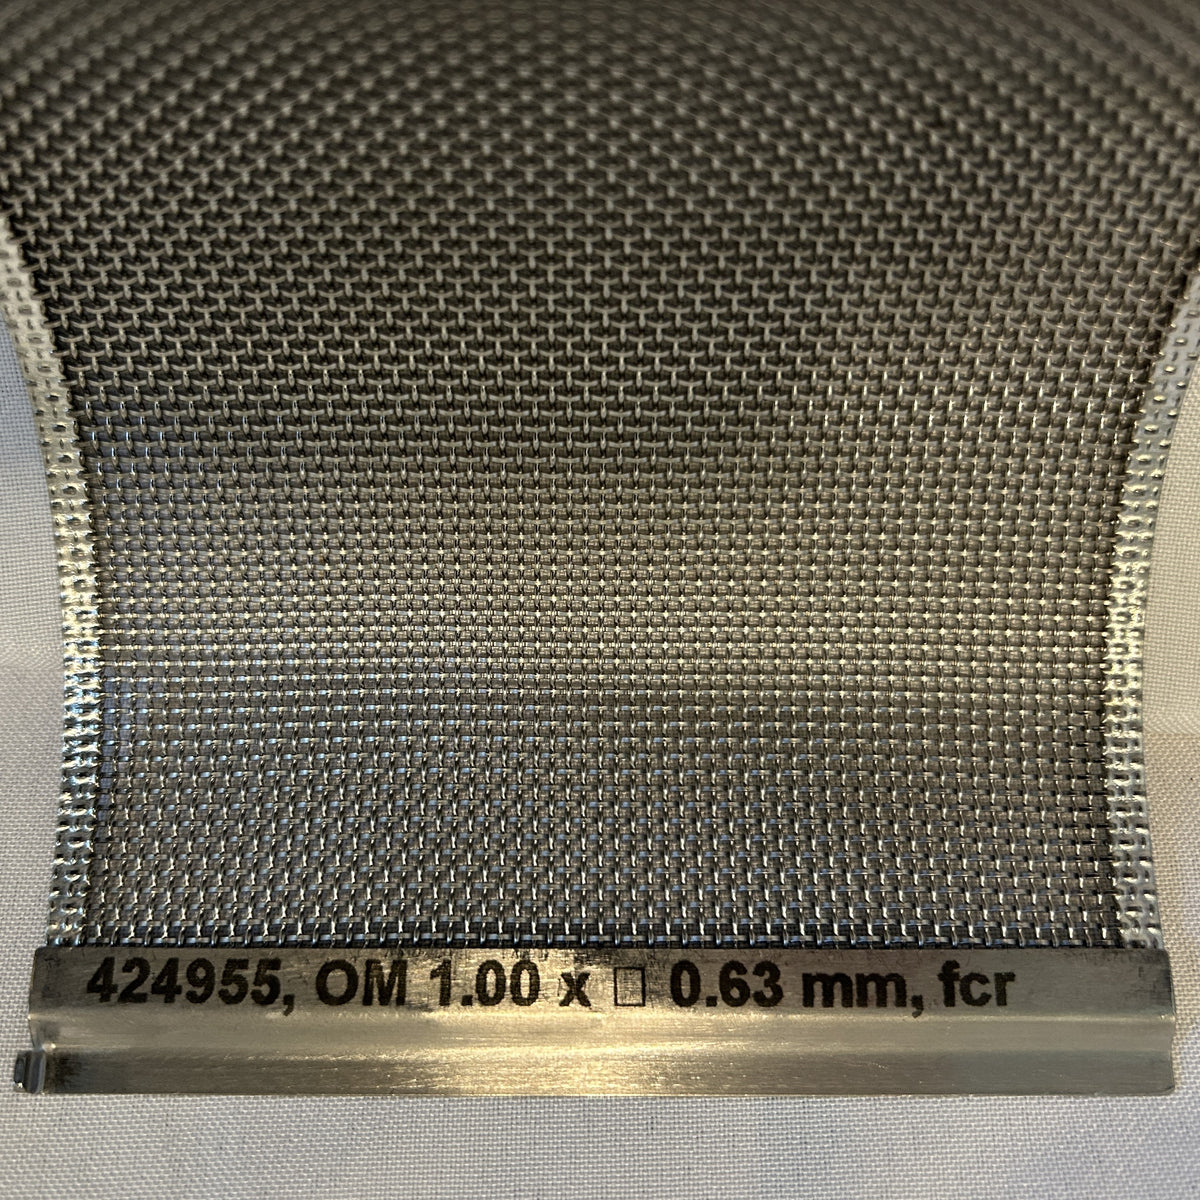 424955, OM 1.00 x □ 0.63 mm, fcr